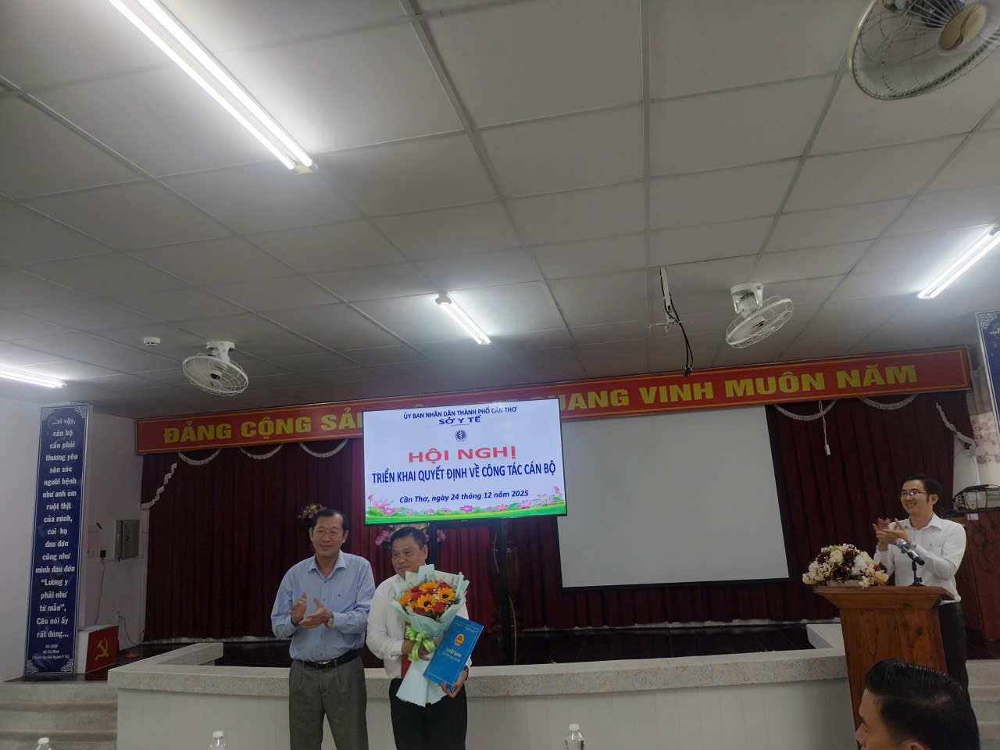 ...vì vậy,
cán bộ
cần phải
thương yêu
săn sóc
người bệnh
như anh em
ruột thịt
của mình,
coi họ
đau đớn
cũng như
mình đau đớn
"Lương y
phải như
từ mẫu",
Câu nói ấy
rất đúng...
ĐẢNG CỘNG SẢ
QUANG VINH MUÔN NĂM
ỦY BAN NHÂN DÂN THÀNH PHỐ CẦN THƠ
SỞ Y TẾ
HỘI NGHỊ
TRIỂN KHAI QUYẾT ĐỊNH VỀ CÔNG TÁC CÁN BỘ
Cần Thơ, ngày 24 tháng 12 năm 2025
QUYẾT ĐỊNH